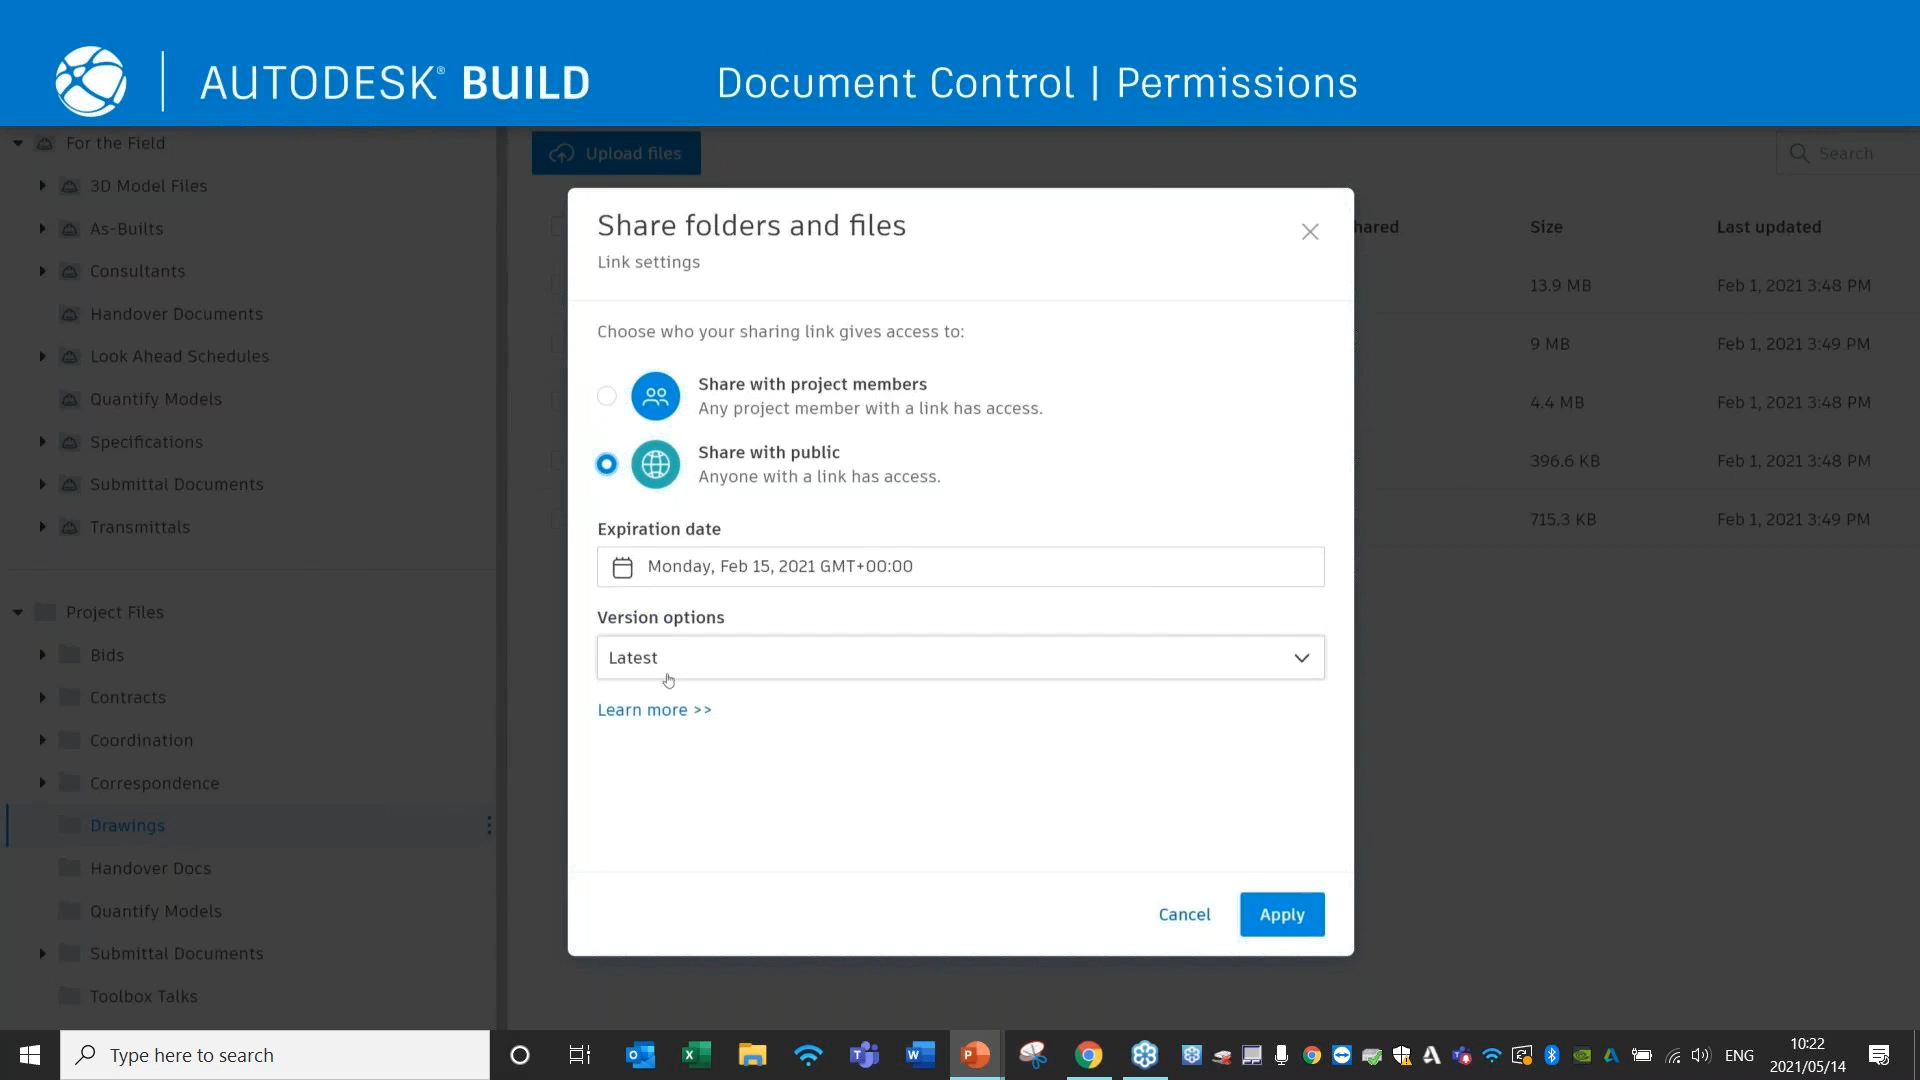 AUTODESK® BUILD
Document Control | Permissions
For the Field
3D Model Files
As-Builts
Consultants
Handover Documents
Look Ahead Schedules
Quantify Models
Specifications
Submittal Documents
Transmittals
Project Files
Bids
Contracts
Coordination
Correspondence
Drawings
Handover Docs
Quantify Models
Submittal Documents
Toolbox Talks
Upload files
Search
hared
Size
Last updated
13.9 MB
Feb 1, 2021 3:48 PM
9 MB
Feb 1, 2021 3:49 PM
4.4 MB
Feb 1, 2021 3:48 PM
396.6 KB
Feb 1, 2021 3:48 PM
715.3 KB
Feb 1, 2021 3:49 PM
Share folders and files
Link settings
Choose who your sharing link gives access to:
Share with project members
Any project member with a link has access.
Share with public
Anyone with a link has access.
Expiration date
Monday, Feb 15, 2021 GMT+00:00
Version options
Latest
Learn more >>
Cancel
Apply
Type here to search
ENG
10:22
2021/05/14